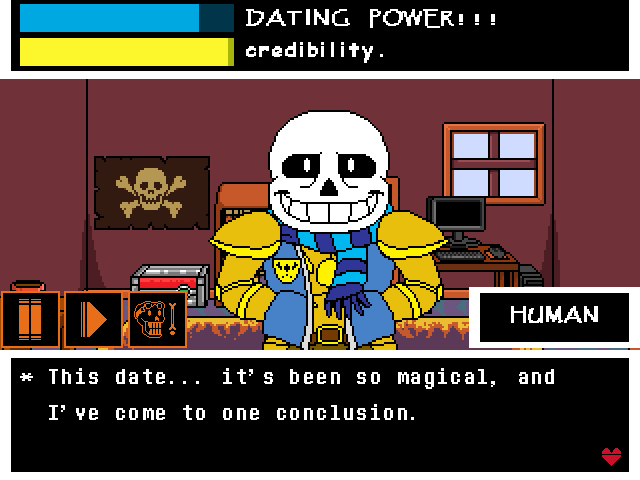 DATING POWER!!!
credibility.
HUMAN
* This date... it's been so magical, and
I've come to one conclusion.